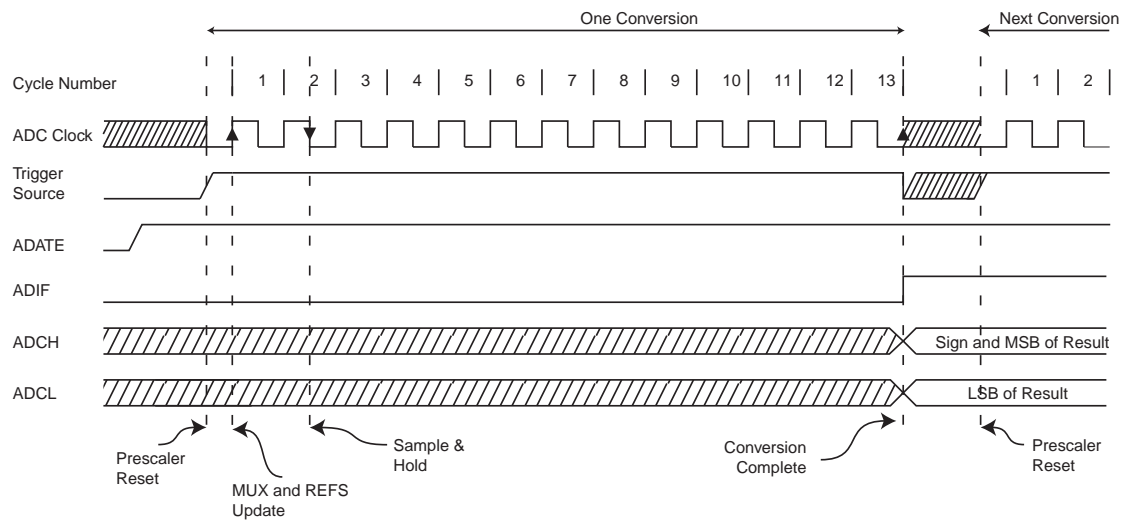 One Conversion
Next Conversion
Cycle Number 1 2 3 4 5 6 7 8 9 10 11 12 13 1 2
ADC Clock
Trigger
Source
ADATE
ADIF
ADCH
Sign and MSB of Result
ADCL
LSB of Result
Prescaler
Reset
MUX and REFS
Update
Sample &
Hold
Conversion
Complete
Prescaler
Reset